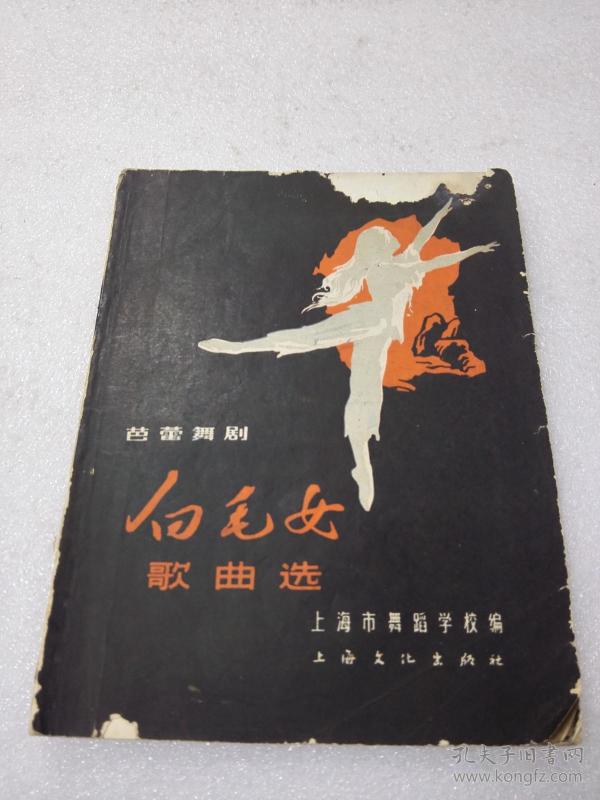 芭蕾舞剧
白毛女
歌曲选
上海市舞蹈学校编
上海文化出版社
孔夫子旧书网
www.kongfz.com